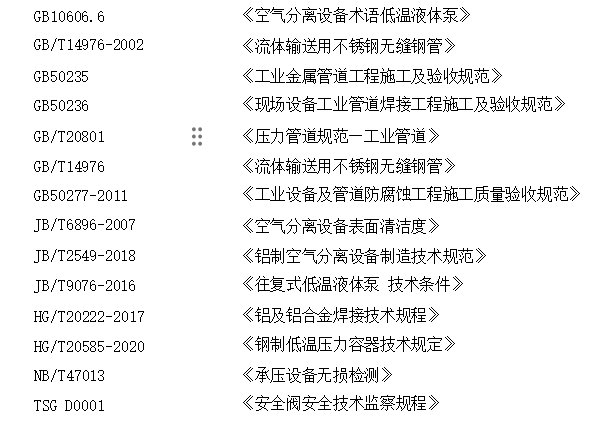 GB10606.6 《空气分离设备术语低温液体泵》
GB/T14976-2002 《流体输送用不锈钢无缝钢管》
GB50235 《工业金属管道工程施工及验收规范》
GB50236 《现场设备工业管道焊接工程施工及验收规范》
GB/T20801 《压力管道规范一工业管道》
GB/T14976 《流体输送用不锈钢无缝钢管》
GB50277-2011 《工业设备及管道防腐蚀工程施工质量验收规范》
JB/T6896-2007 《空气分离设备表面清洁度》
JB/T2549-2018 《铝制空气分离设备制造技术规范》
JB/T9076-2016 《往复式低温液体泵 技术条件》
HG/T20222-2017 《铝及铝合金焊接技术规程》
HG/T20585-2020 《钢制低温压力容器技术规定》
NB/T47013 《承压设备无损检测》
TSG D0001 《安全阀安全技术监察规程》